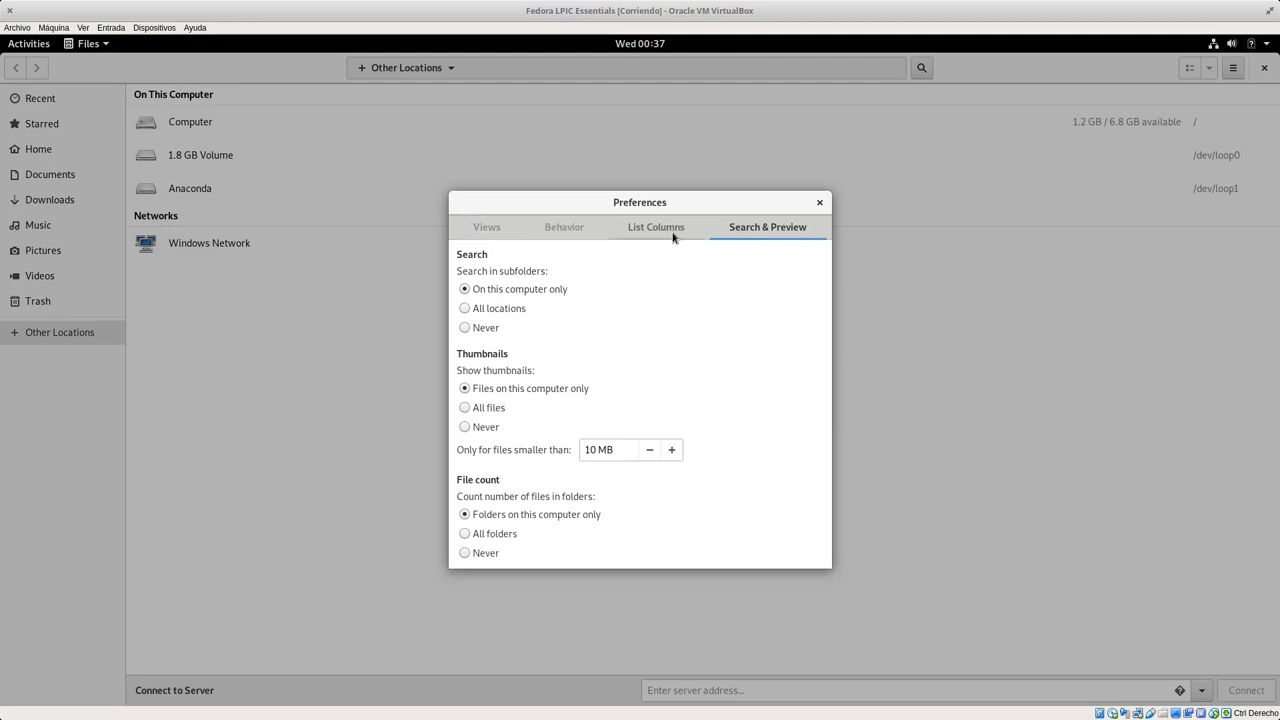 Fedora LPIC Essentials [Corriendo] - Oracle VM VirtualBox
Archivo Máquina Ver Entrada Dispositivos Ayuda
Activities Files Wed 00:37
Other Locations
Recent
Starred
Home
Documents
Downloads
Music
Pictures
Videos
Trash
Other Locations
On This Computer
Computer 1.2 GB / 6.8 GB available /
1.8 GB Volume /dev/loop0
Anaconda /dev/loop1
Networks
Windows Network
Preferences
Views Behavior List Columns Search & Preview
Search
Search in subfolders:
On this computer only
All locations
Never
Thumbnails
Show thumbnails:
Files on this computer only
All files
Never
Only for files smaller than: 10 MB
File count
Count number of files in folders:
Folders on this computer only
All folders
Never
Connect to Server Enter server address... Connect
Ctrl Derecho